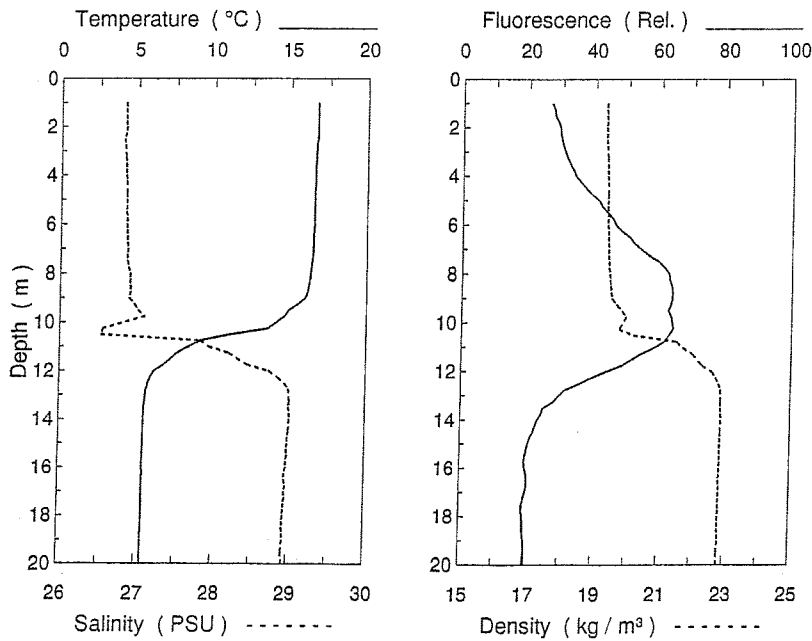 Temperature ( °C )
0 5 10 15 20
Fluorescence ( Rel. )
0 20 40 60 80 100
Depth ( m )
0
2
4
6
8
10
12
14
16
18
20
0
2
4
6
8
10
12
14
16
18
20
26 27 28 29 30
Salinity ( PSU )
15 17 19 21 23 25
Density ( kg / m³ )